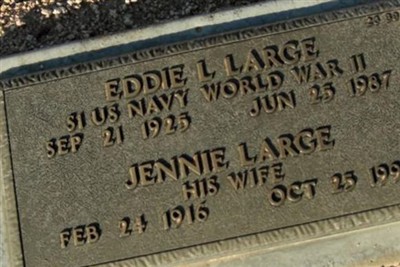 EDDIE L LARGE
S1 US NAVY WORLD WAR II
SEP 21 1925 JUN 25 1987
JENNIE LARGE
HIS WIFE
FEB 24 1916 OCT 25